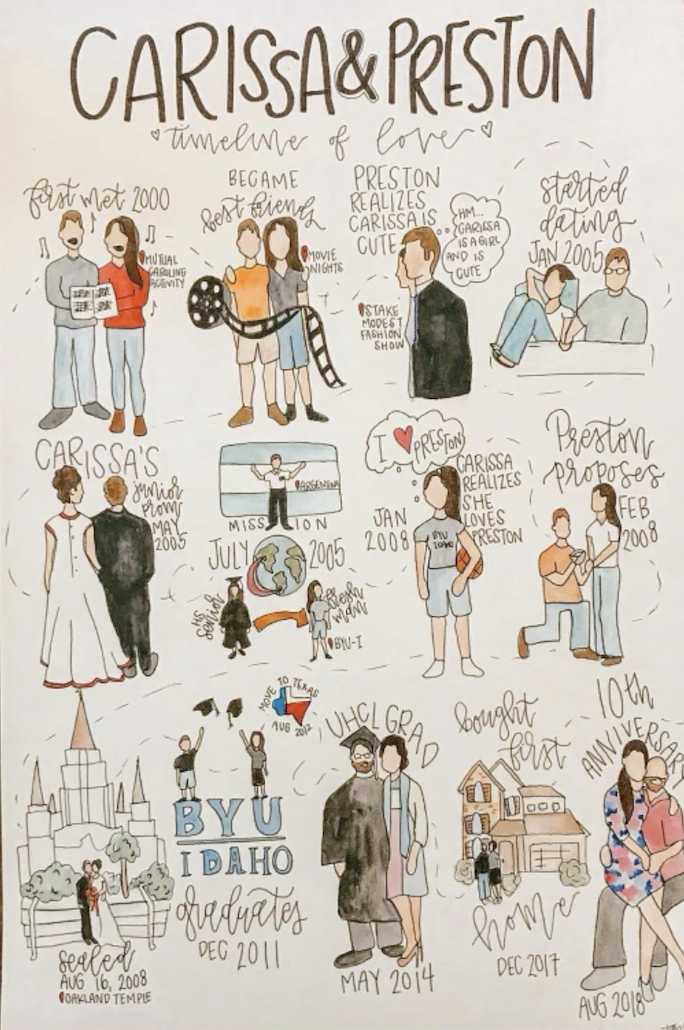 CARISSA & PRESTON
timeline of love
first met 2000
MUTUAL
CAROLING
ACTIVITY
BECAME
best friends
MOVIE
NIGHTS
PRESTON
REALIZES
CARISSA IS
CUTE
HM...
CARISSA
IS A GIRL
AND IS
CUTE
STAKE
MODEST
FASHION
SHOW
started
dating
JAN 2005
CARISSA'S
junior
prom
MAY
2005
ARGENTINA
MISSION
JULY 2005
HS
senior
fresh
man
BYU-I
I ♥ PRESTON
JAN
2008
CARISSA
REALIZES
SHE
LOVES
PRESTON
BYU
IDAHO
Preston
proposes
FEB
2008
sealed
AUG 16, 2008
OAKLAND TEMPLE
MOVE TO TEXAS
AUG 2012
BYU
IDAHO
graduates
DEC 2011
UHCL GRAD
MAY 2014
bought
first
home
DEC 2017
10th
ANNIVERSARY
AUG 2018